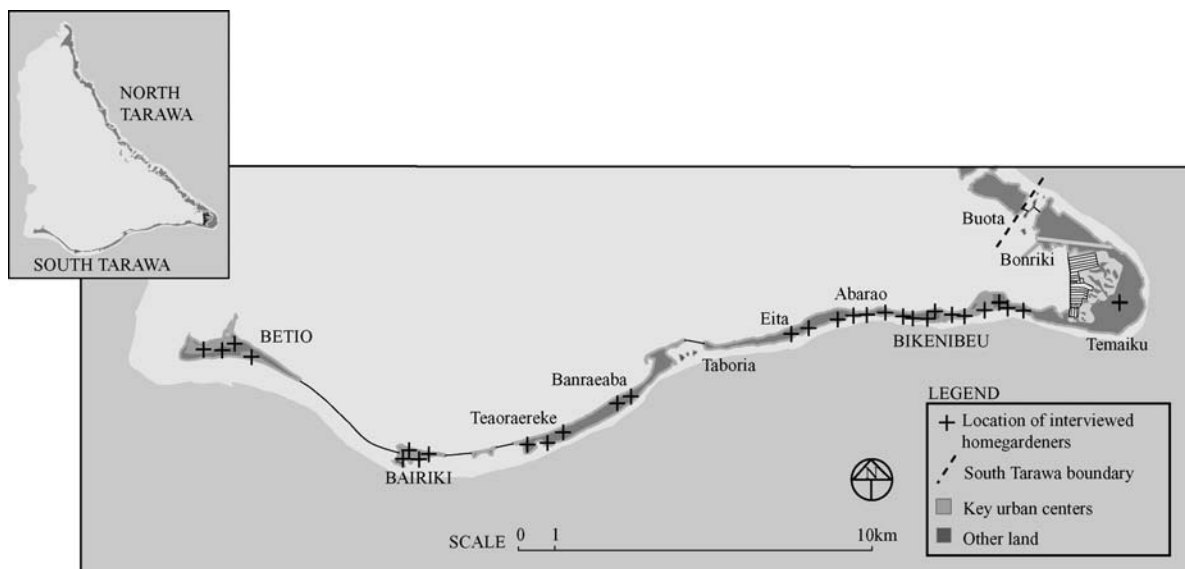 NORTH
TARAWA
SOUTH TARAWA
Buota
Bonriki
Abarao
Eita
BETIO
BIKENIBEU
Temaiku
Taboria
Banraeaba
Teaoraereke
BAIRIKI
LEGEND
Location of interviewed
homegardeners
South Tarawa boundary
Key urban centers
Other land
N
SCALE 0 1 10km